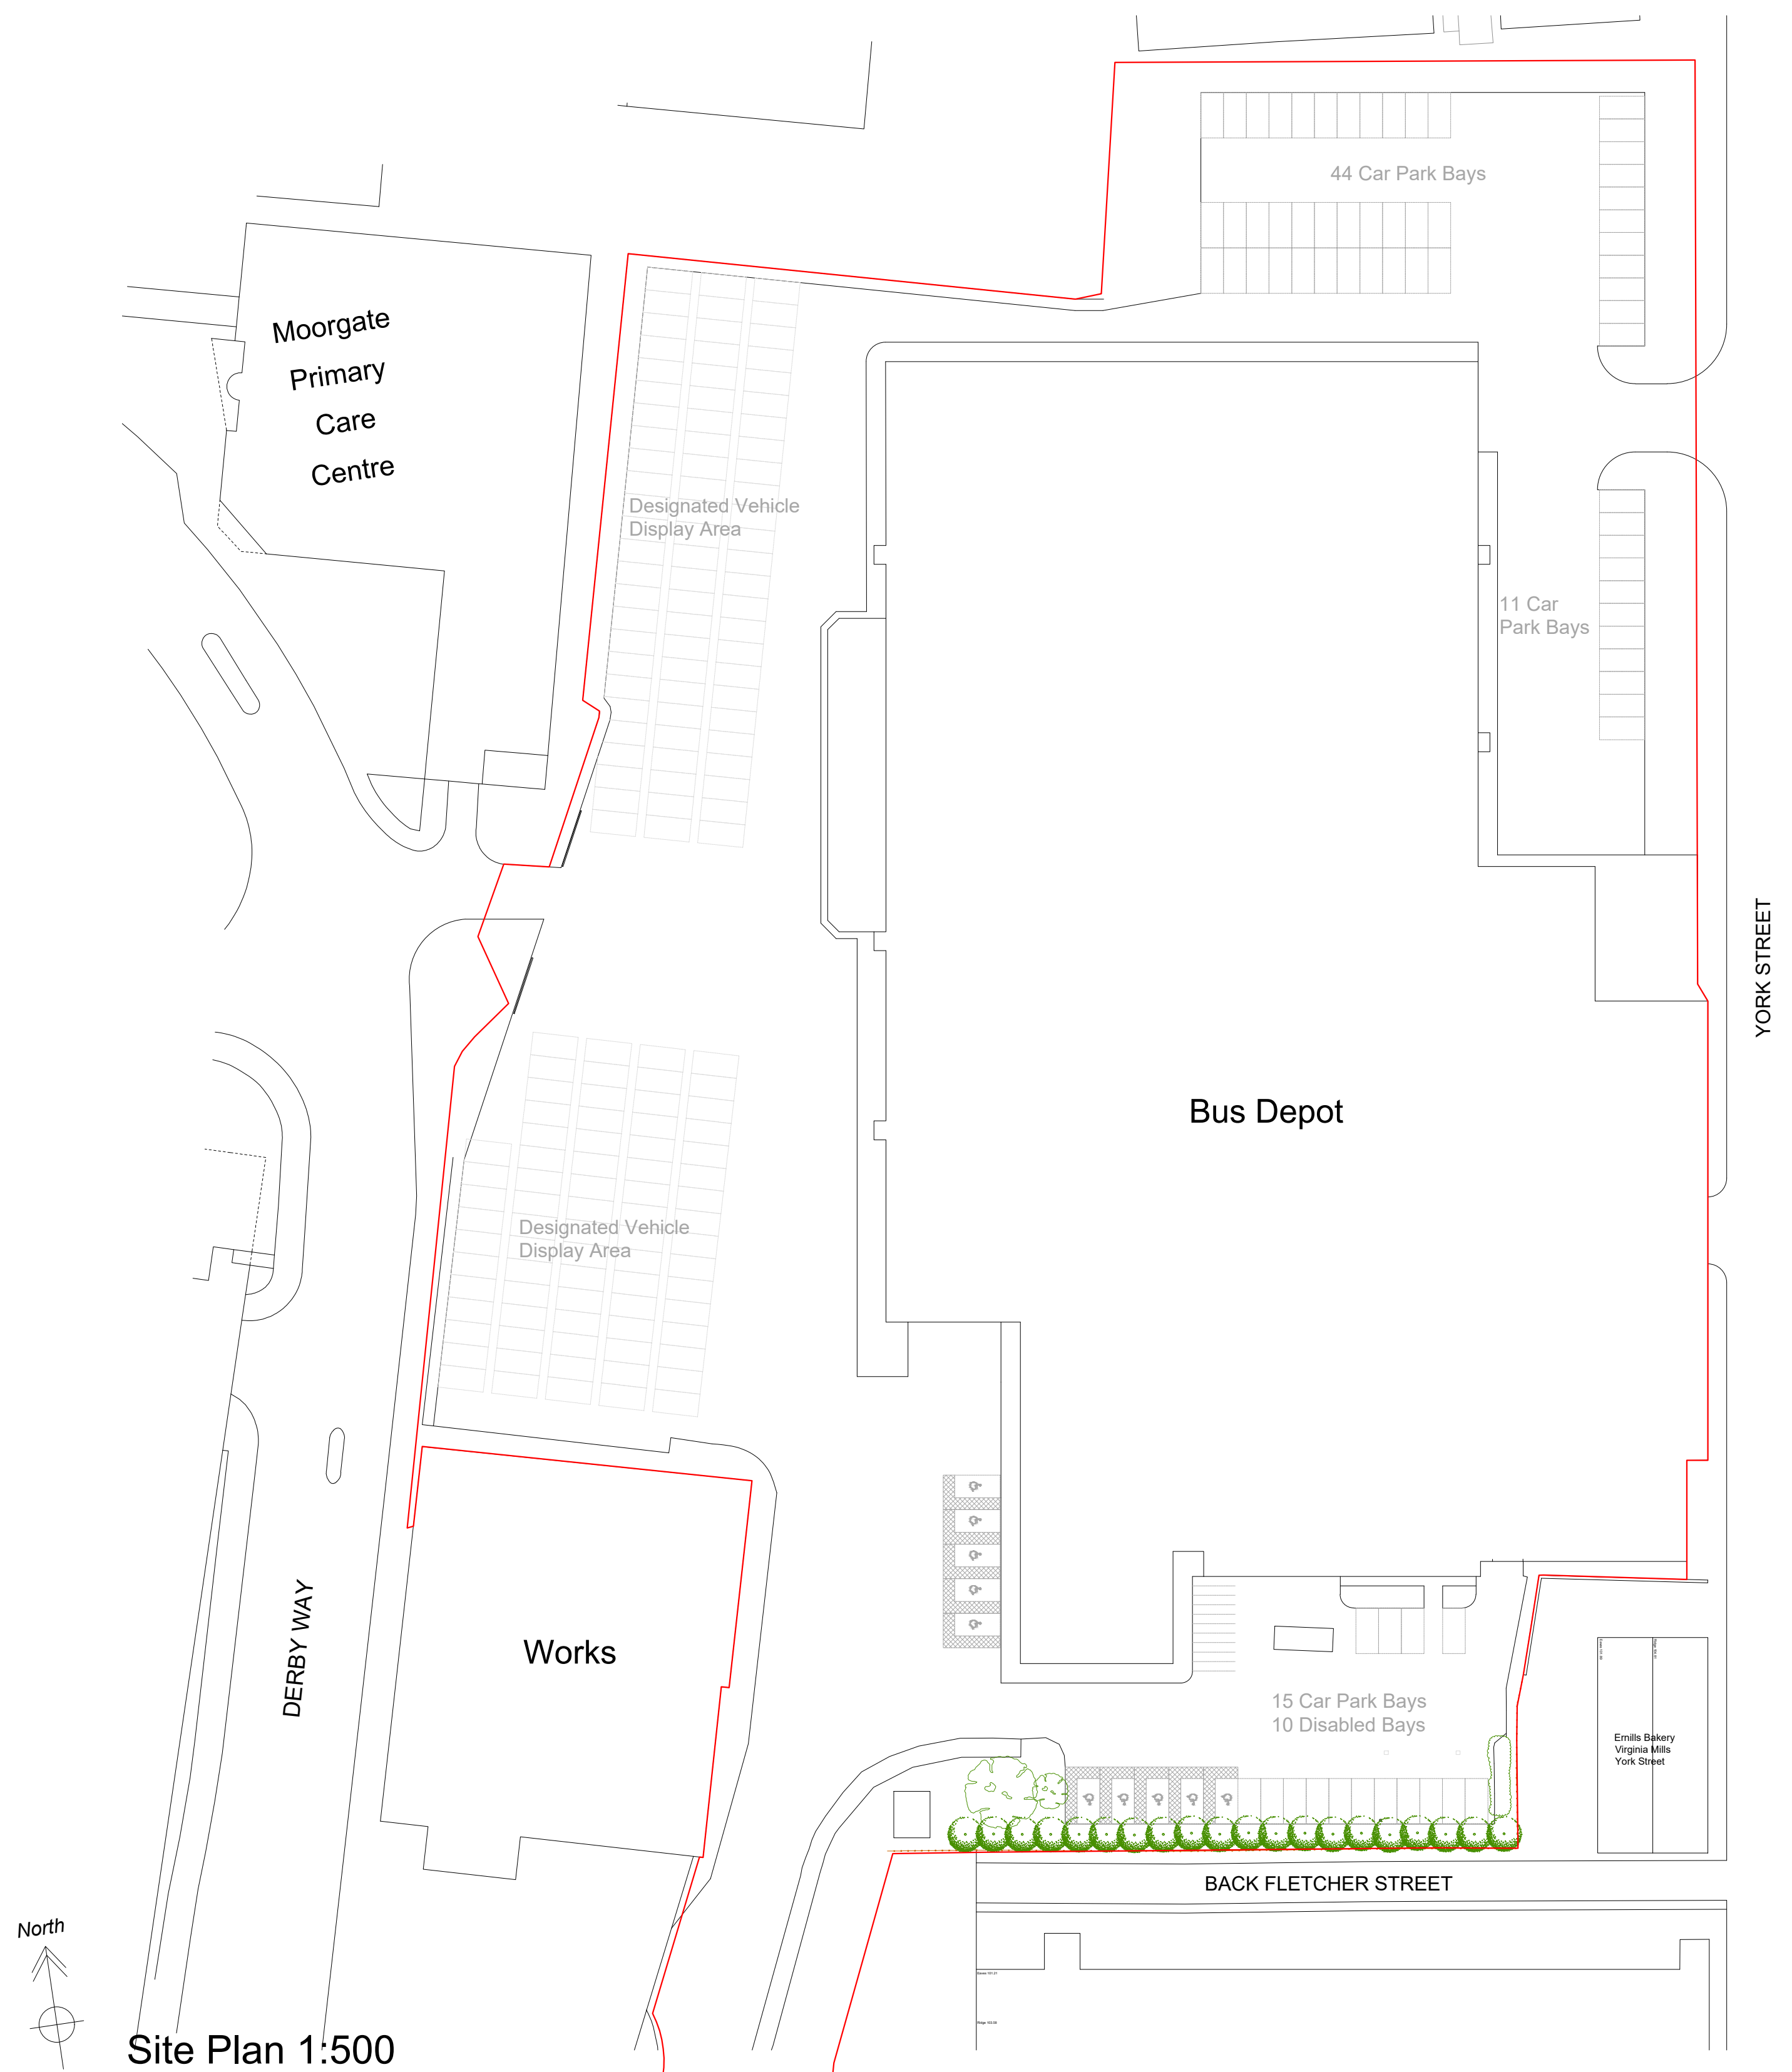 44 Car Park Bays
Moorgate
Primary
Care
Centre
Designated Vehicle
Display Area
11 Car
Park Bays
YORK STREET
Bus Depot
Designated Vehicle
Display Area
DERBY WAY
Works
15 Car Park Bays
10 Disabled Bays
Ernills Bakery
Virginia Mills
York Street
BACK FLETCHER STREET
North
Site Plan 1:500